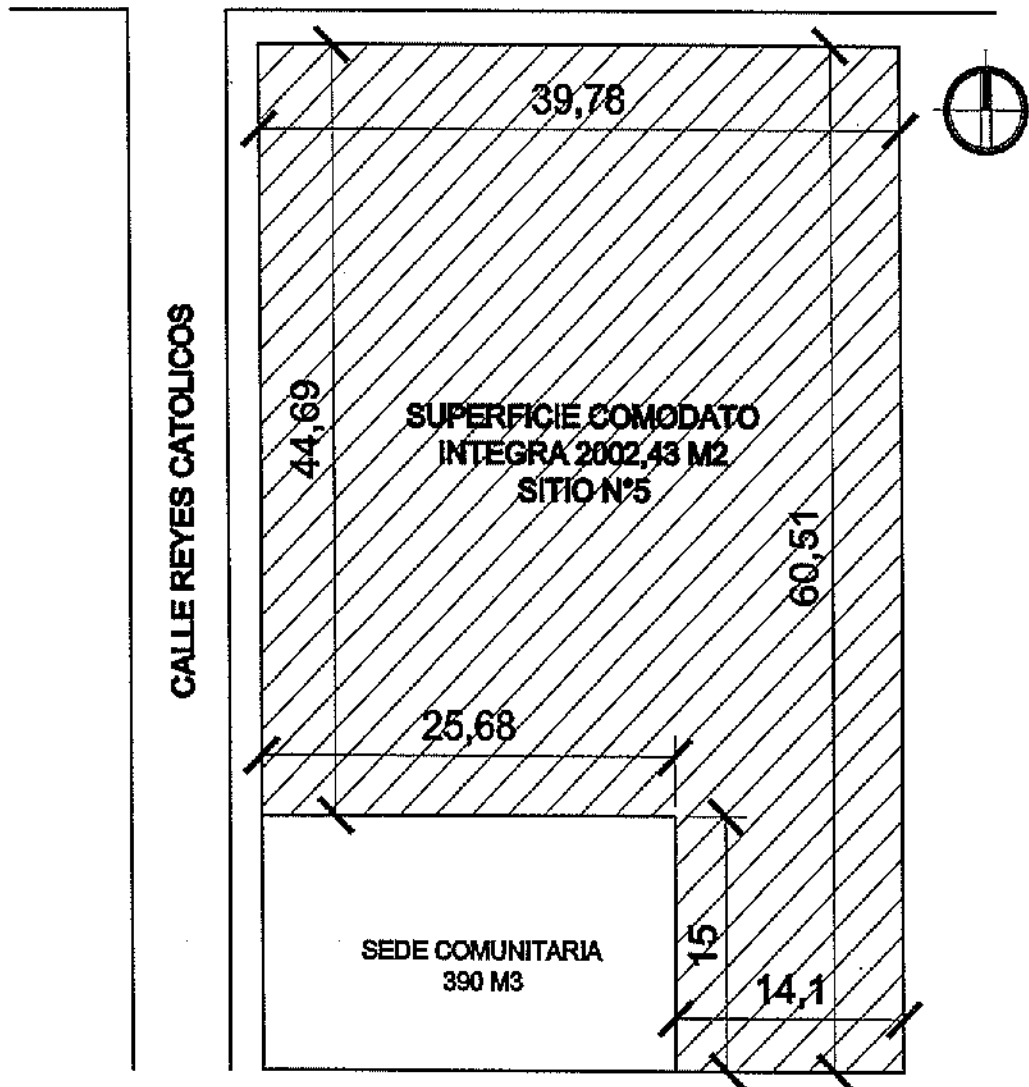 39,78
CALLE REYES CATOLICOS
44,69
SUPERFICIE COMODATO
INTEGRA 2002,43 M2
SITIO N°5
60,51
25,68
SEDE COMUNITARIA
390 M3
15
14,1